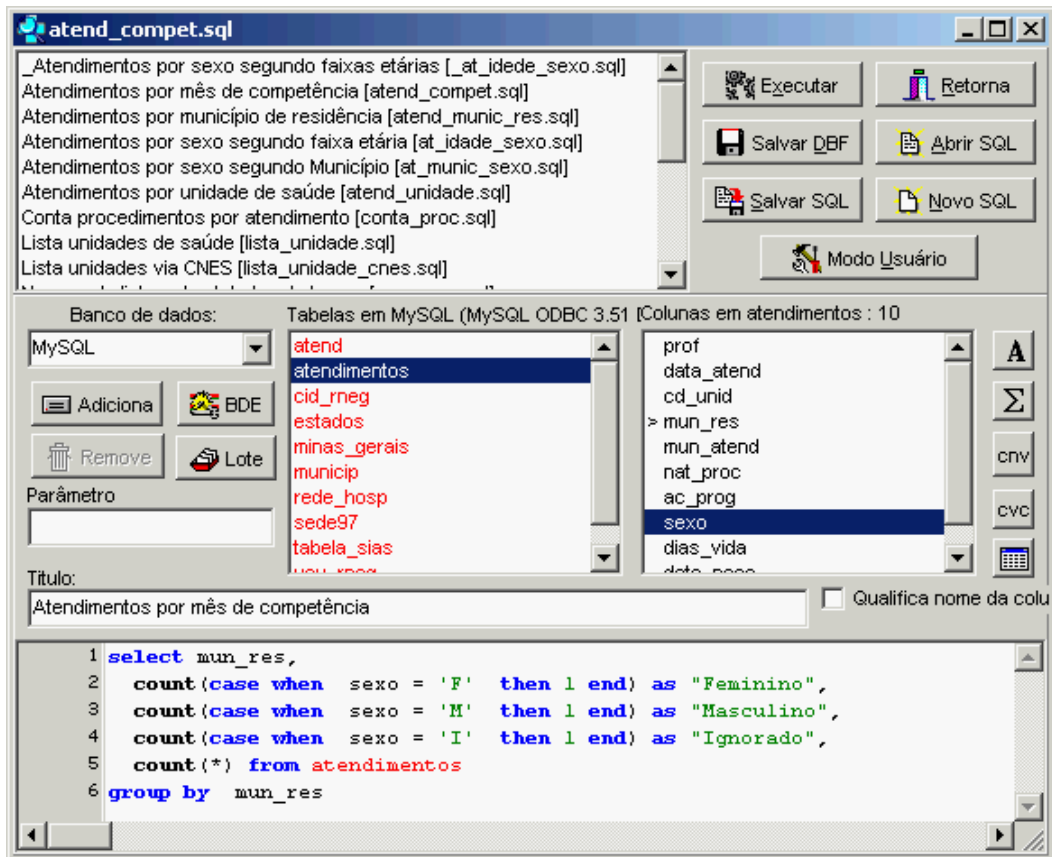 atend_compet.sql
_Atendimentos por sexo segundo faixas etárias [_at_idede_sexo.sql]
Atendimentos por mês de competência [atend_compet.sql]
Atendimentos por município de residência [atend_munic_res.sql]
Atendimentos por sexo segundo faixa etária [at_idade_sexo.sql]
Atendimentos por sexo segundo Município [at_munic_sexo.sql]
Atendimentos por unidade de saúde [atend_unidade.sql]
Conta procedimentos por atendimento [conta_proc.sql]
Lista unidades de saúde [lista_unidade.sql]
Lista unidades via CNES [lista_unidade_cnes.sql]
Executar
Retorna
Salvar DBF
Abrir SQL
Salvar SQL
Novo SQL
Modo Usuário
Banco de dados:
MySQL
Adiciona
BDE
Remove
Lote
Parâmetro
Tabelas em MySQL (MySQL ODBC 3.51 [
atend
atendimentos
cid_rneg
estados
minas_gerais
municip
rede_hosp
sede97
tabela_sias
Colunas em atendimentos : 10
prof
data_atend
cd_unid
> mun_res
mun_atend
nat_proc
ac_prog
sexo
dias_vida
A
Σ
cnv
cvc
Titulo:
Atendimentos por mês de competência
Qualifica nome da colu
1 select mun_res,
2 count(case when sexo = 'F' then 1 end) as "Feminino",
3 count(case when sexo = 'M' then 1 end) as "Masculino",
4 count(case when sexo = 'I' then 1 end) as "Ignorado",
5 count(*) from atendimentos
6 group by mun_res